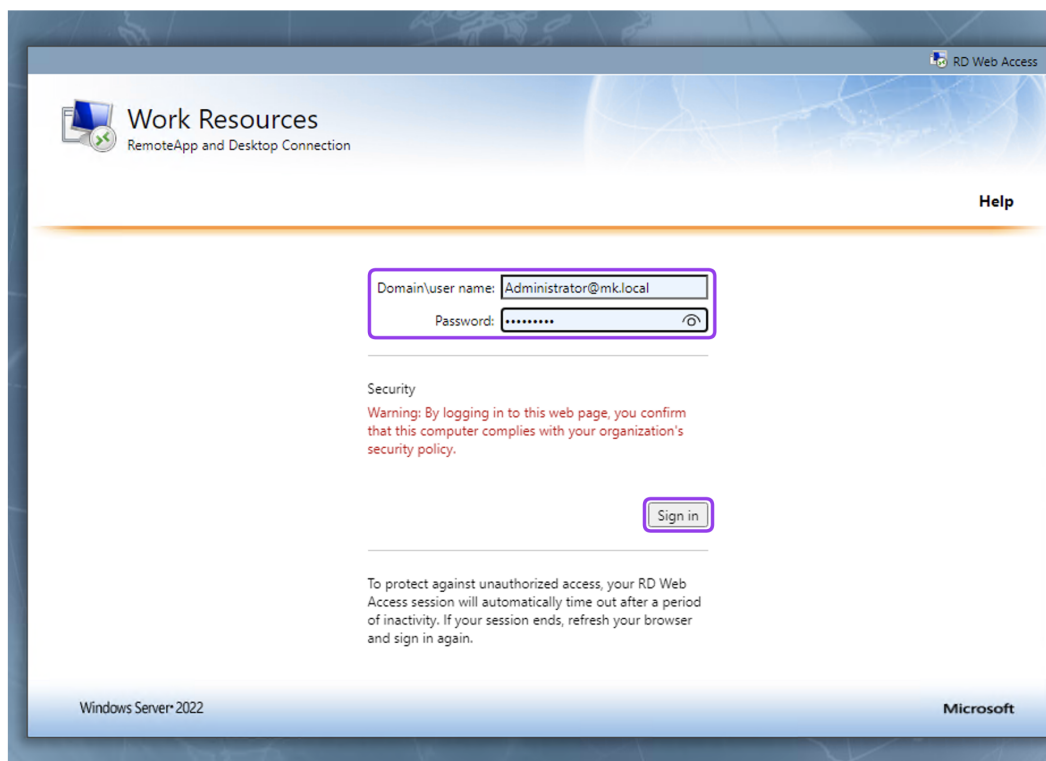 RD Web Access
Work Resources
RemoteApp and Desktop Connection
Help
Domain\user name: Administrator@mk.local
Password: •••••••••
Security
Warning: By logging in to this web page, you confirm
that this computer complies with your organization's
security policy.
Sign in
To protect against unauthorized access, your RD Web
Access session will automatically time out after a period
of inactivity. If your session ends, refresh your browser
and sign in again.
Windows Server 2022
Microsoft